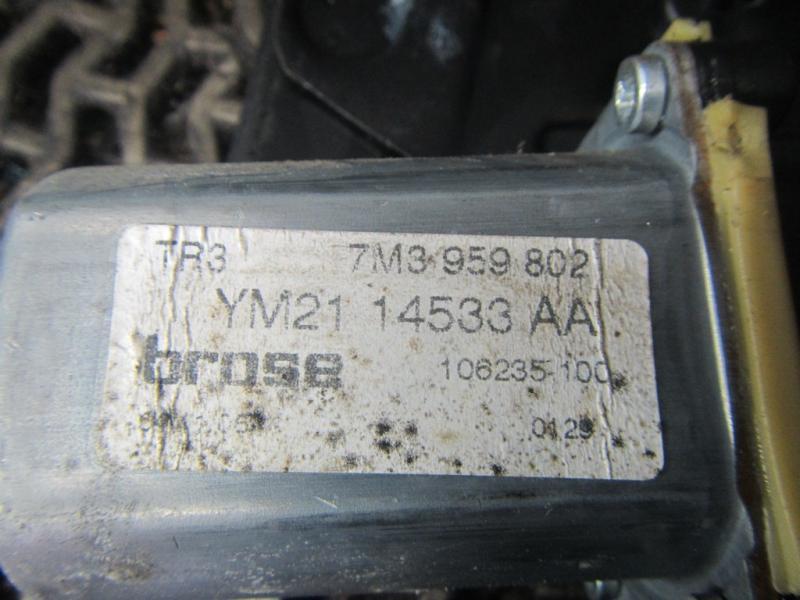 TR3 7M3 959 802
YM21 14533 AA
brose 106235-100
0129